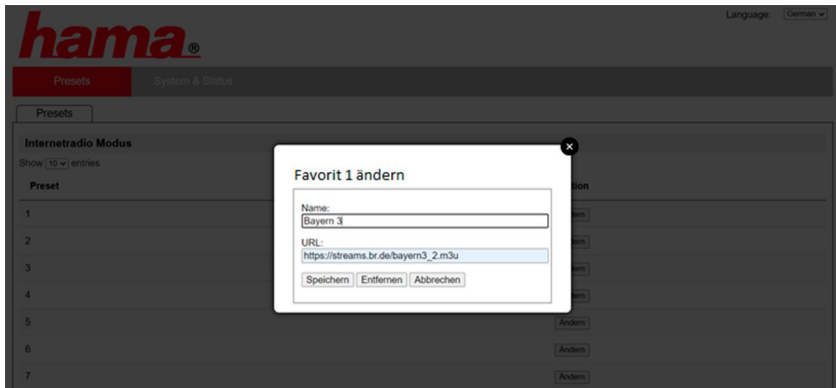 Language: German
hama®
Presets System & Status
Presets
Internetradio Modus
Show 10 entries
Preset
1
2
3
4
5 Ändern
6 Ändern
7 Ändern
Favorit 1 ändern
Name:
Bayern 3
URL:
https://streams.br.de/bayern3_2.m3u
Speichern Entfernen Abbrechen